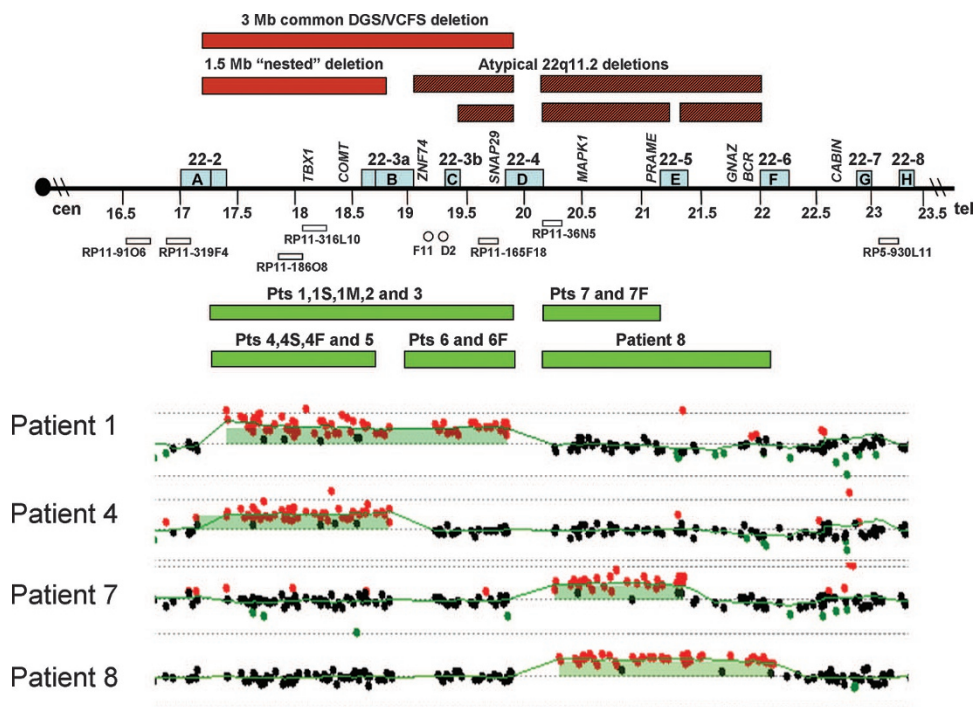 3 Mb common DGS/VCFS deletion
1.5 Mb “nested” deletion
Atypical 22q11.2 deletions
TBX1
COMT
ZNF74
SNAP29
MAPK1
PRAME
GNAZ
BCR
CABIN
22-2
22-3a
22-3b
22-4
22-5
22-6
22-7
22-8
A
B
C
D
E
F
G
H
cen
16.5 17 17.5 18 18.5 19 19.5 20 20.5 21 21.5 22 22.5 23 23.5
tel
RP11-91O6
RP11-319F4
RP11-186O8
RP11-316L10
F11
D2
RP11-165F18
RP11-36N5
RP5-930L11
Pts 1,1S,1M,2 and 3
Pts 7 and 7F
Pts 4,4S,4F and 5
Pts 6 and 6F
Patient 8
Patient 1
Patient 4
Patient 7
Patient 8